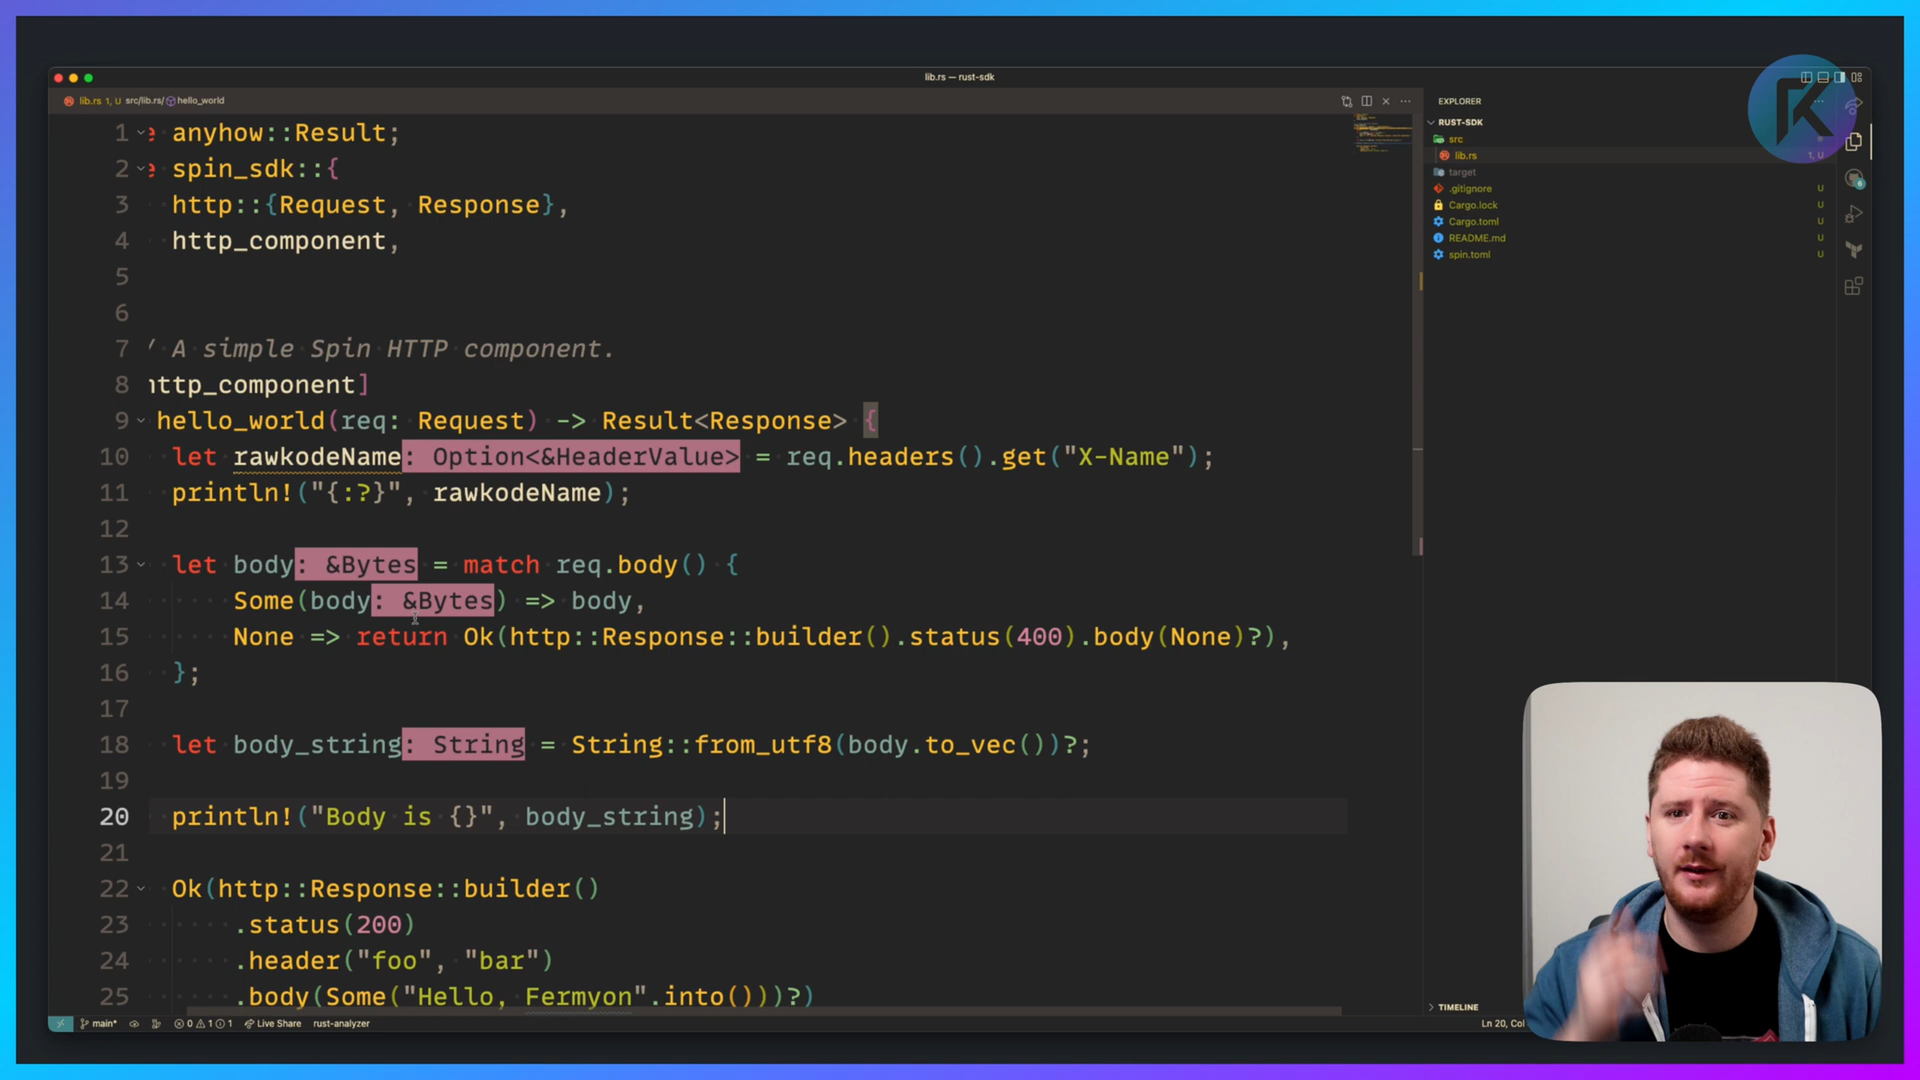 lib.rs — rust-sdk
lib.rs 1, U src/lib.rs/ hello_world
1 e anyhow::Result;
2 e spin_sdk::{
3 http::{Request, Response},
4 http_component,
5
6
7 / A simple Spin HTTP component.
8 http_component]
9 hello_world(req: Request) -> Result<Response> {
10 let rawkodeName: Option<&HeaderValue> = req.headers().get("X-Name");
11 println!("{:?}", rawkodeName);
12
13 let body: &Bytes = match req.body() {
14 Some(body: &Bytes) => body,
15 None => return Ok(http::Response::builder().status(400).body(None)?),
16 };
17
18 let body_string: String = String::from_utf8(body.to_vec())?;
19
20 println!("Body is {}", body_string);
21
22 Ok(http::Response::builder()
23 .status(200)
24 .header("foo", "bar")
25 .body(Some("Hello, Fermyon".into()))?)
EXPLORER
RUST-SDK
src
lib.rs 1, U
target
.gitignore U
Cargo.lock U
Cargo.toml U
README.md U
spin.toml U
TIMELINE
main* 0 1 1 Live Share rust-analyzer
Ln 20, Col